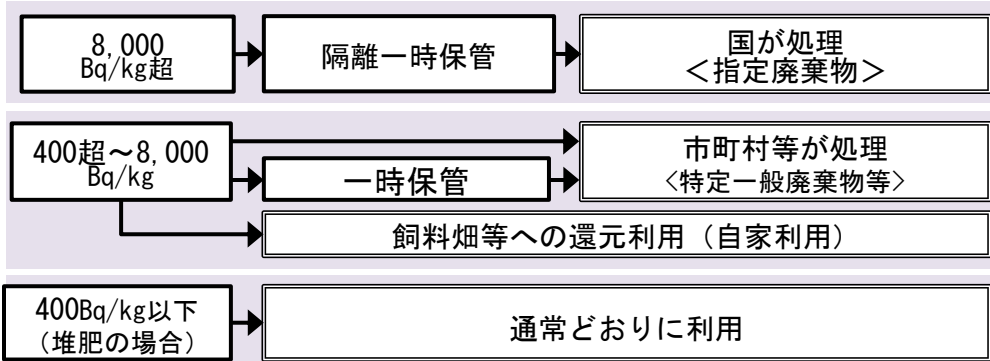 8,000
Bq/kg超
隔離一時保管
国が処理
＜指定廃棄物＞
400超～8,000
Bq/kg
一時保管
市町村等が処理
<特定一般廃棄物等>
飼料畑等への還元利用（自家利用）
400Bq/kg以下
（堆肥の場合）
通常どおりに利用